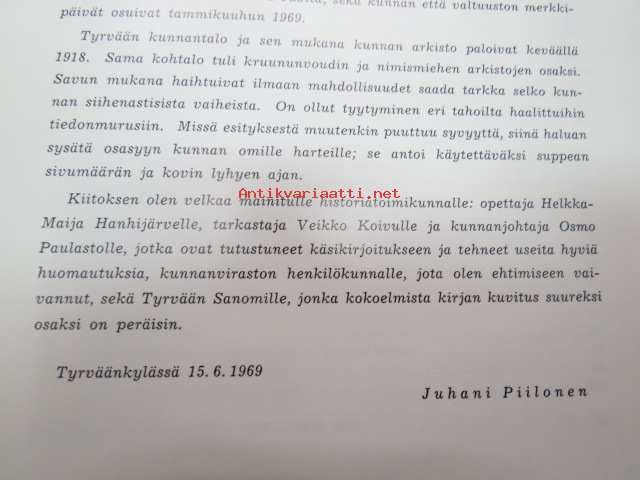 sekä kunnan että valtuuston merkki-
päivät osuivat tammikuuhun 1969.
Tyrvään kunnantalo ja sen mukana kunnan arkisto paloivat keväällä
1918. Sama kohtalo tuli kruununvoudin ja nimismiehen arkistojen osaksi.
Savun mukana haihtuivat ilmaan mahdollisuudet saada tarkka selko kun-
nan siihenastisista vaiheista. On ollut tyytyminen eri tahoilta haalittuihin
tiedonmurusiin. Missä esityksestä muutenkin puuttuu syvyyttä, siinä haluan
sysätä osasyyn kunnan omille harteille; se antoi käytettäväksi suppean
sivumäärän ja kovin lyhyen ajan.
Antikvariaatti.net
Kiitoksen olen velkaa mainitulle historiatoimikunnalle: opettaja Helkka-
Maija Hanhijärvelle, tarkastaja Veikko Koivulle ja kunnanjohtaja Osmo
Paulastolle, jotka ovat tutustuneet käsikirjoitukseen ja tehneet useita hyviä
huomautuksia, kunnanviraston henkilökunnalle, jota olen ehtimiseen vai-
vannut, sekä Tyrvään Sanomille, jonka kokoelmista kirjan kuvitus suureksi
osaksi on peräisin.
Tyrväänkylässä 15.6.1969
Juhani Piilonen